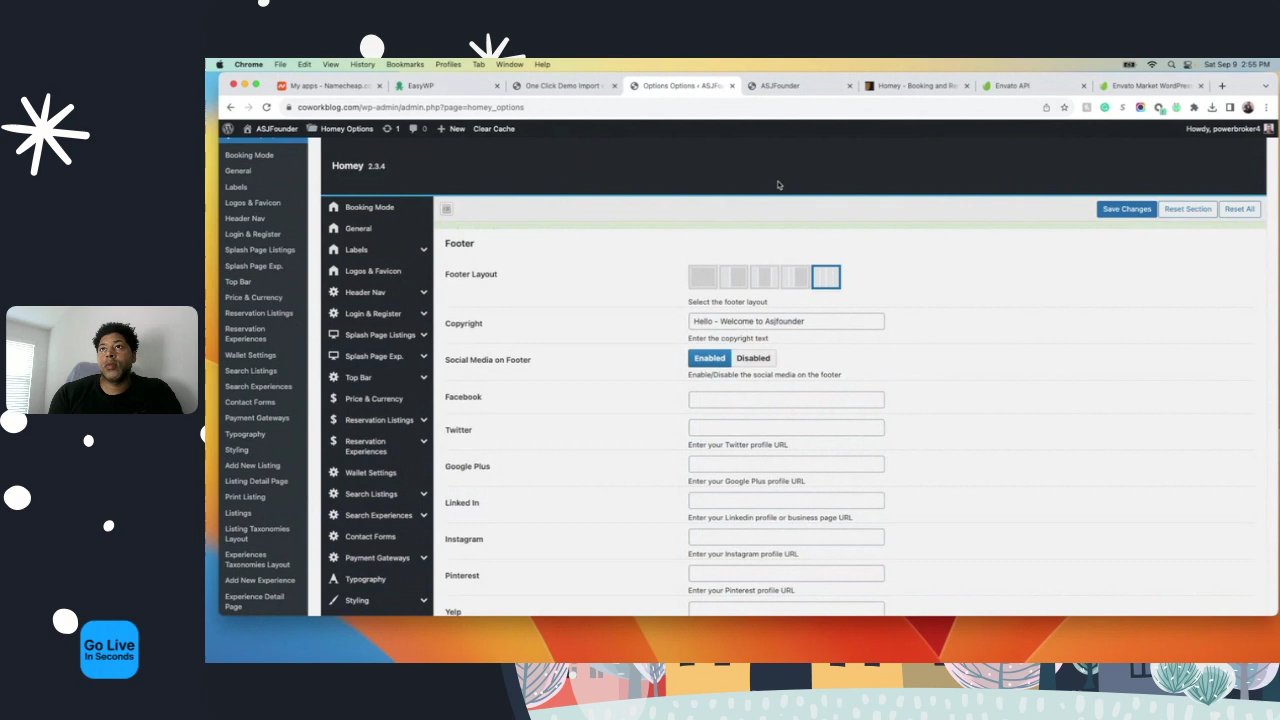 Chrome File Edit View History Bookmarks Profiles Tab Window Help
Sat Sep 9 2:55 PM
My apps - Namecheap.c
EasyWP
One Click Demo Import
Options Options ‹ ASJFo
ASJFounder
Homey - Booking and Re
Envato API
Envato Market WordPres
coworkblog.com/wp-admin/admin.php?page=homey_options
ASJFounder Homey Options 1 0 New Clear Cache
Howdy, powerbroker4
Booking Mode
General
Labels
Logos & Favicon
Header Nav
Login & Register
Splash Page Listings
Splash Page Exp.
Top Bar
Price & Currency
Reservation Listings
Reservation
Experiences
Wallet Settings
Search Listings
Search Experiences
Contact Forms
Payment Gateways
Typography
Styling
Add New Listing
Listing Detail Page
Print Listing
Listings
Listing Taxonomies
Layout
Experiences
Taxonomies Layout
Add New Experience
Experience Detail
Page
Homey 2.3.4
Booking Mode
General
Labels
Logos & Favicon
Header Nav
Login & Register
Splash Page Listings
Splash Page Exp.
Top Bar
Price & Currency
Reservation Listings
Reservation
Experiences
Wallet Settings
Search Listings
Search Experiences
Contact Forms
Payment Gateways
Typography
Styling
Save Changes Reset Section Reset All
Footer
Footer Layout
Select the footer layout
Copyright
Hello - Welcome to Asjfounder
Enter the copyright text
Social Media on Footer
Enabled Disabled
Enable/Disable the social media on the footer
Facebook
Twitter
Enter your Twitter profile URL
Google Plus
Enter your Google Plus profile URL
Linked In
Enter your Linkedin profile or business page URL
Instagram
Enter your Instagram profile URL
Pinterest
Enter your Pinterest profile URL
Yelp
Go Live
In Seconds